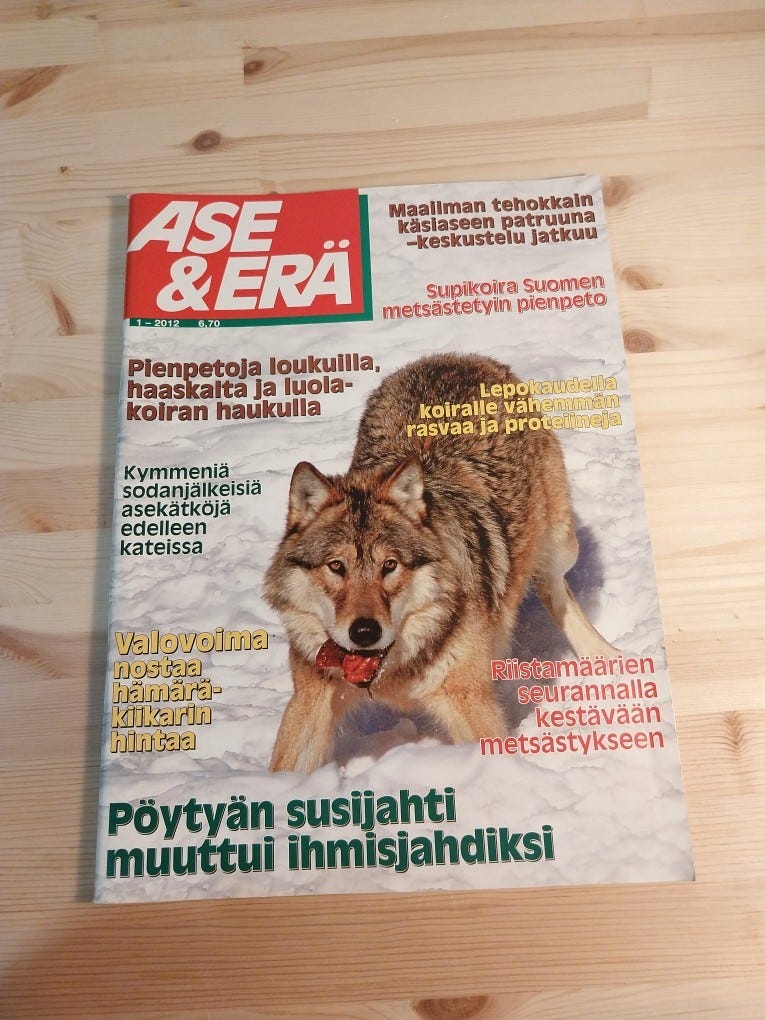 ASE
& ERÄ
1 – 2012 6,70
Maailman tehokkain
käsiaseen patruuna
–keskustelu jatkuu
Supikoira Suomen
metsästetyin pienpeto
Pienpetoja loukuilla,
haaskalta ja luola-
koiran haukulla
Lepokaudella
koiralle vähemmän
rasvaa ja proteiineja
Kymmeniä
sodanjälkeisiä
asekätköjä
edelleen
kateissa
Valovoima
nostaa
hämärä-
kiikarin
hintaa
Riistamäärien
seurannalla
kestävään
metsästykseen
Pöytyän susijahti
muuttui ihmisjahdiksi